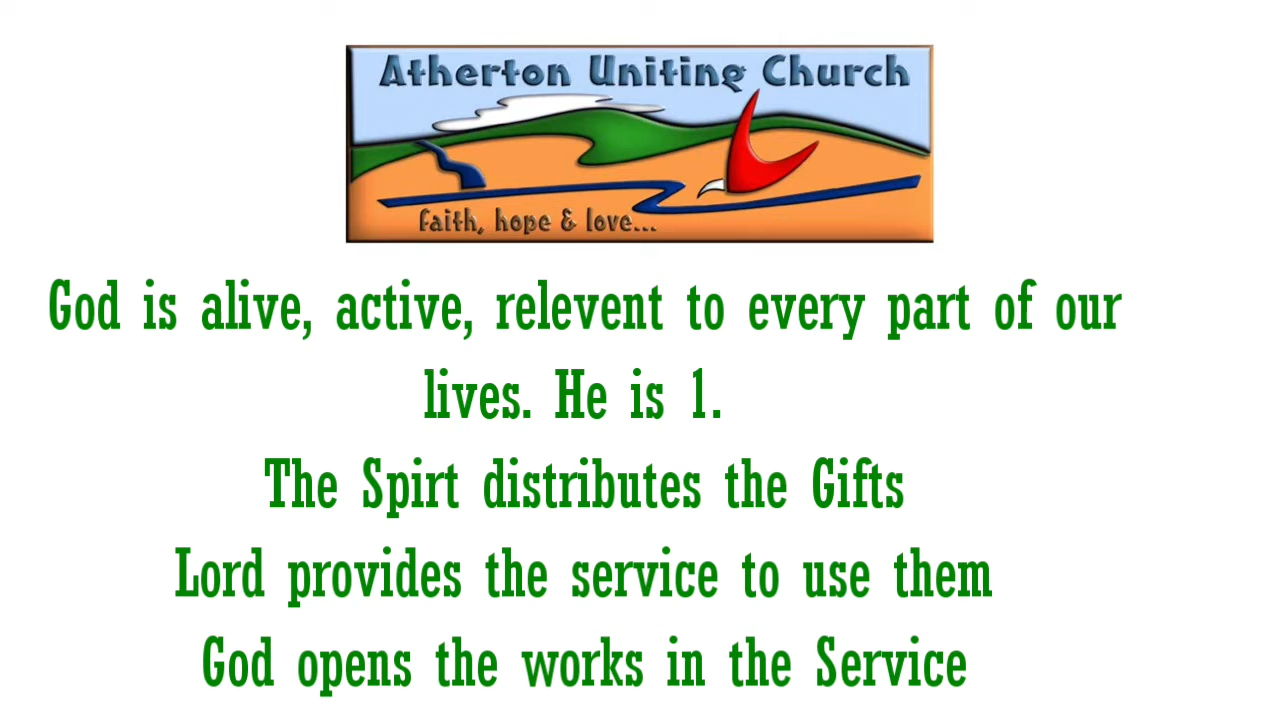 Atherton Uniting Church
faith, hope & love...
God is alive, active, relevent to every part of our
lives. He is 1.
The Spirt distributes the Gifts
Lord provides the service to use them
God opens the works in the Service